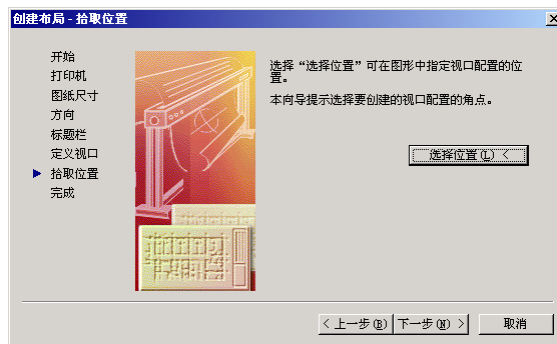 创建布局 - 拾取位置
开始
打印机
图纸尺寸
方向
标题栏
定义视口
拾取位置
完成
选择“选择位置”可在图形中指定视口配置的位
置。
本向导提示选择要创建的视口配置的角点。
选择位置(L) <
< 上一步(B)
下一步(N) >
取消